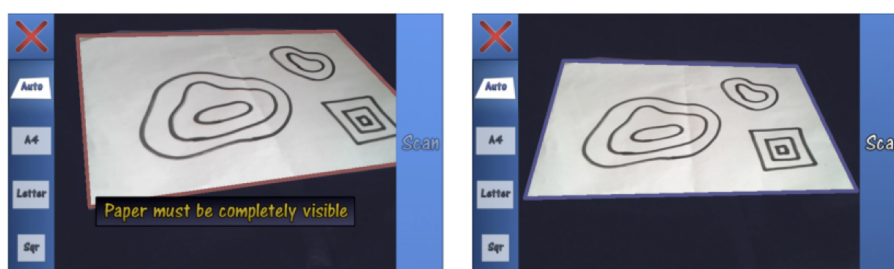 Auto
A4
Scan
Letter
Paper must be completely visible
Sqr
Auto
A4
Sca
Letter
Sqr